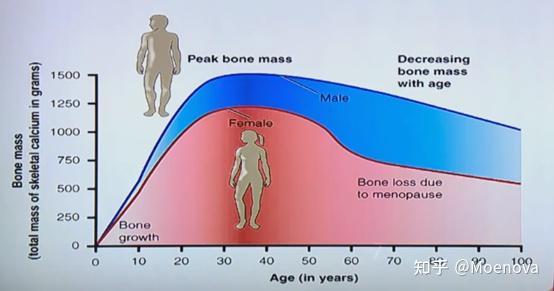 Peak bone mass
Decreasing
bone mass
with age
Bone mass
(total mass of skeletal calcium in grams)
1500
1250
1000
750
500
250
0
Male
Female
Bone loss due
to menopause
Bone
growth
0
10
20
30
40
50
60
70
80
90
100
Age (in years)
知乎 @Moenova